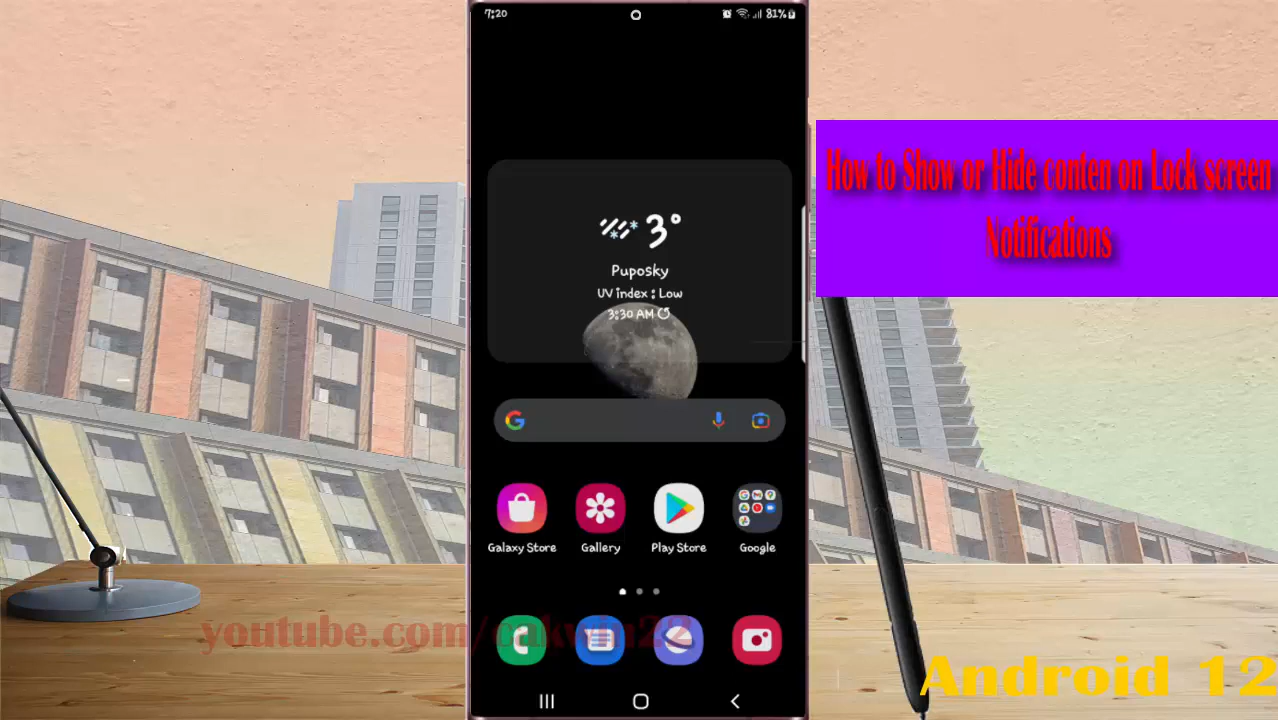 7:20
81%
How to Show or Hide conten on Lock screen
Notifications
3°
Puposky
UV index : Low
3:30 AM
Galaxy Store
Gallery
Play Store
Google
Android 12